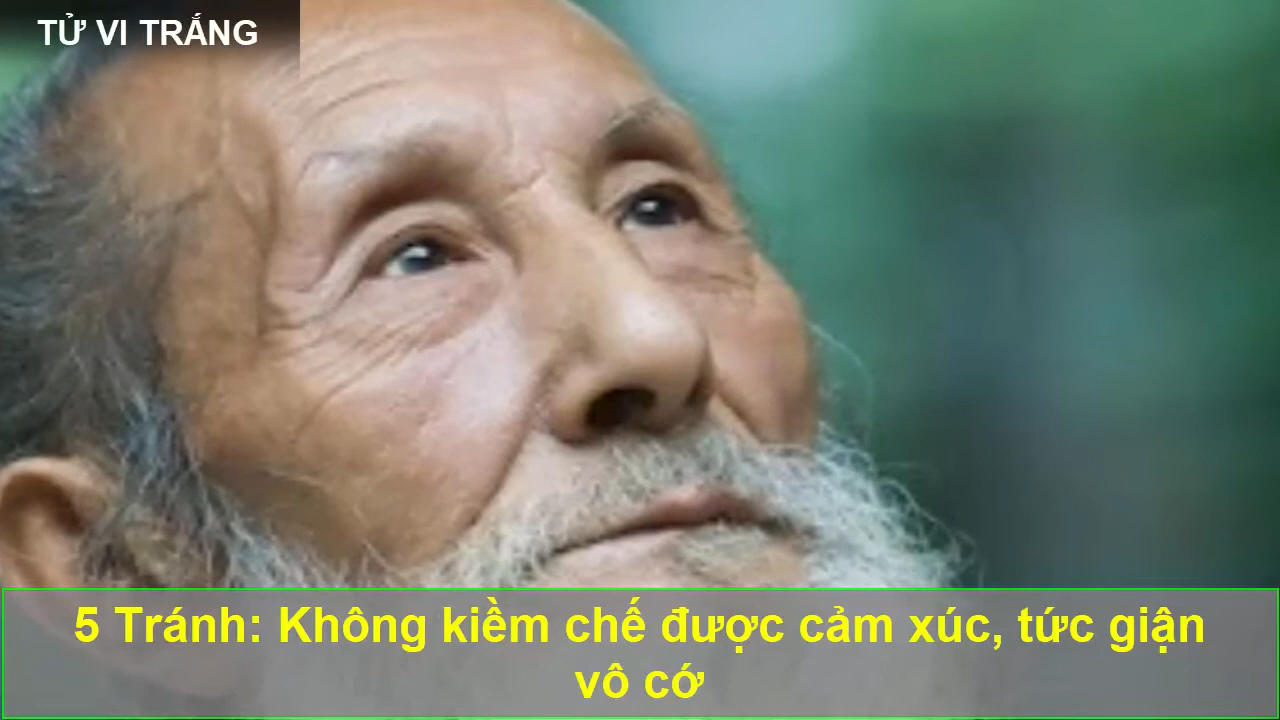 TỬ VI TRẮNG
5 Tránh: Không kiềm chế được cảm xúc, tức giận
vô cớ